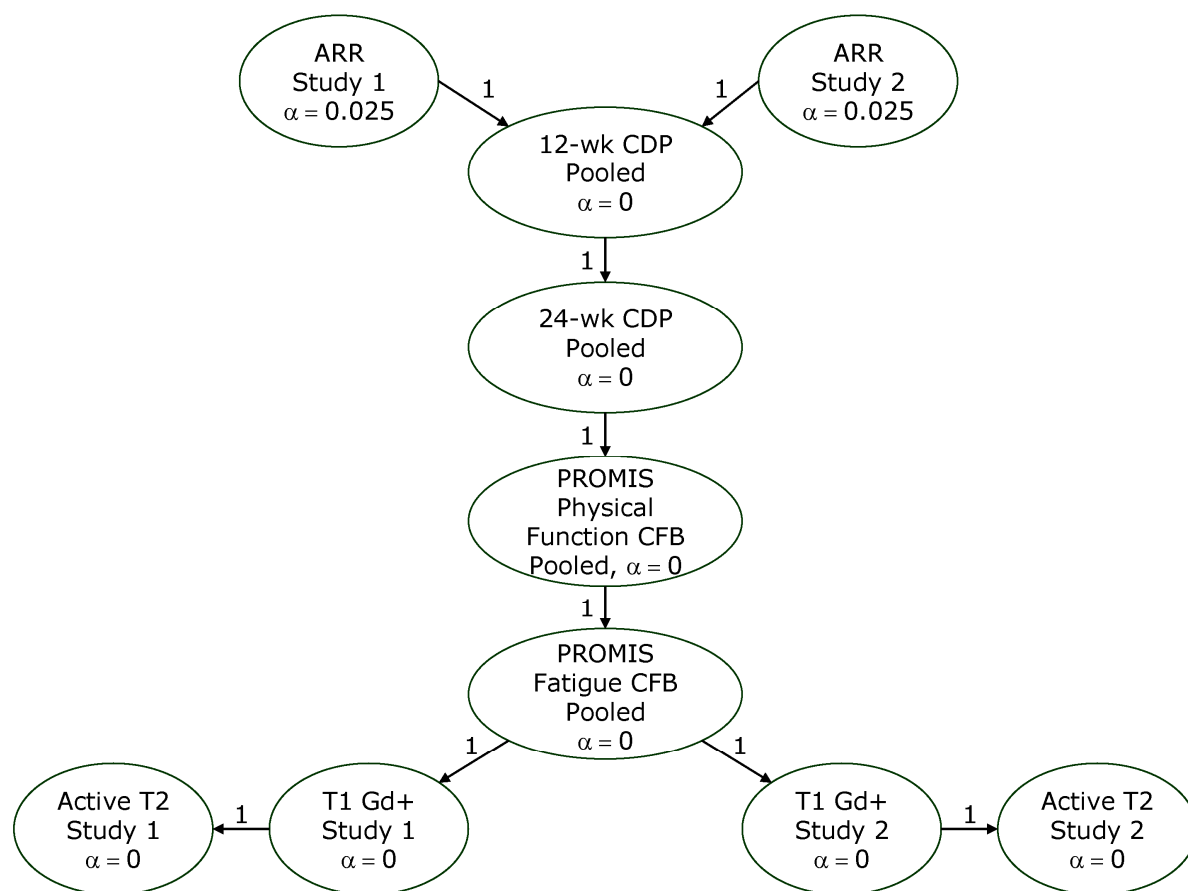 ARR
Study 1
α = 0.025
1
ARR
Study 2
α = 0.025
1
12-wk CDP
Pooled
α = 0
1
24-wk CDP
Pooled
α = 0
1
PROMIS
Physical
Function CFB
Pooled, α = 0
1
PROMIS
Fatigue CFB
Pooled
α = 0
1
1
Active T2
Study 1
α = 0
1
T1 Gd+
Study 1
α = 0
T1 Gd+
Study 2
α = 0
1
Active T2
Study 2
α = 0